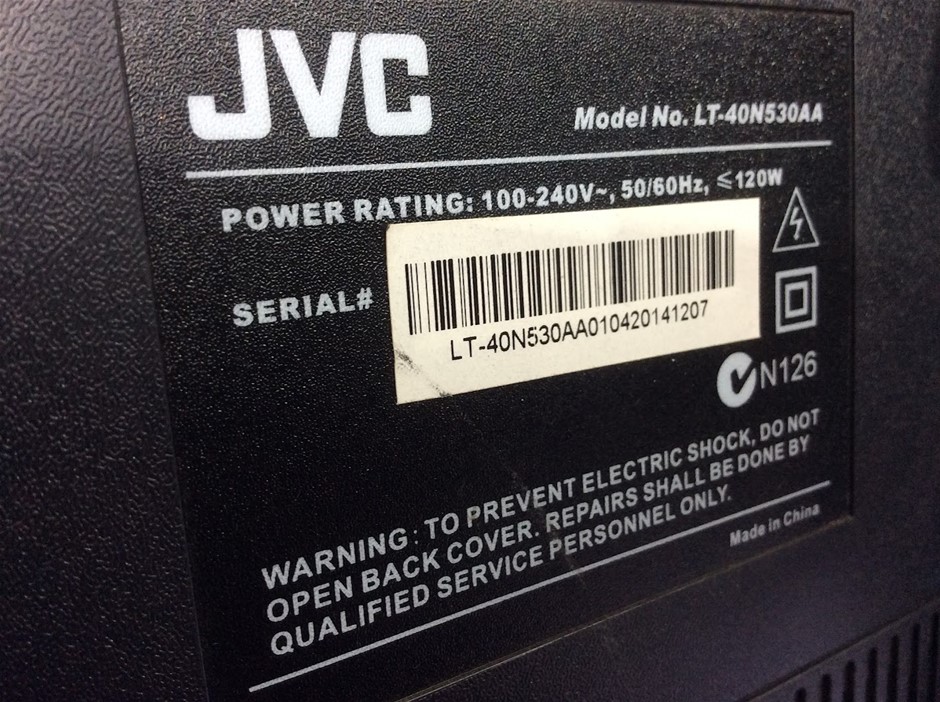 JVC
Model No. LT-40N530AA
POWER RATING: 100-240V~, 50/60Hz, ≤120W
SERIAL#
LT-40N530AA010420141207
N126
WARNING: TO PREVENT ELECTRIC SHOCK, DO NOT
OPEN BACK COVER. REPAIRS SHALL BE DONE BY
QUALIFIED SERVICE PERSONNEL ONLY.
Made in China